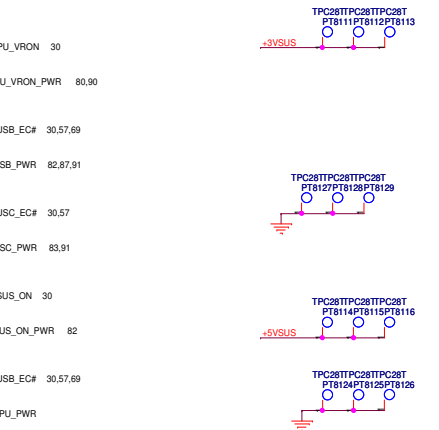 TPC28TTPC28TTPC28T
PT8111PT8112PT8113
PU_VRON 30
+3VSUS
U_VRON_PWR 80,90
USB_EC# 30,57,69
SB_PWR 82,87,91
TPC28TTPC28TTPC28T
PT8127PT8128PT8129
USC_EC# 30,57
SC_PWR 83,91
SUS_ON 30
TPC28TTPC28TTPC28T
PT8114PT8115PT8116
US_ON_PWR 82
+5VSUS
USB_EC# 30,57,69
TPC28TTPC28TTPC28T
PT8124PT8125PT8126
PU_PWR